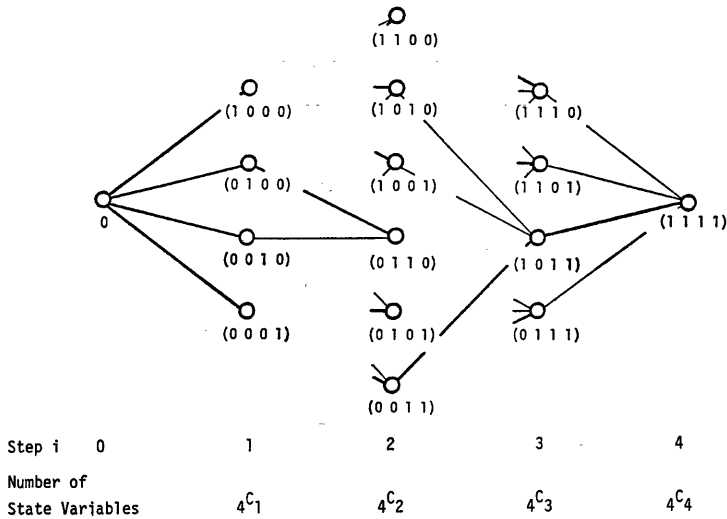 (1 1 0 0)
(1 0 0 0)
(1 0 1 0)
(1 1 1 0)
(0 1 0 0)
(1 0 0 1)
(1 1 0 1)
0
(1 1 1 1)
(0 0 1 0)
(0 1 1 0)
(1 0 1 1)
(0 0 0 1)
(0 1 0 1)
(0 1 1 1)
(0 0 1 1)
Step i 0 1 2 3 4
Number of
State Variables 4C1 4C2 4C3 4C4